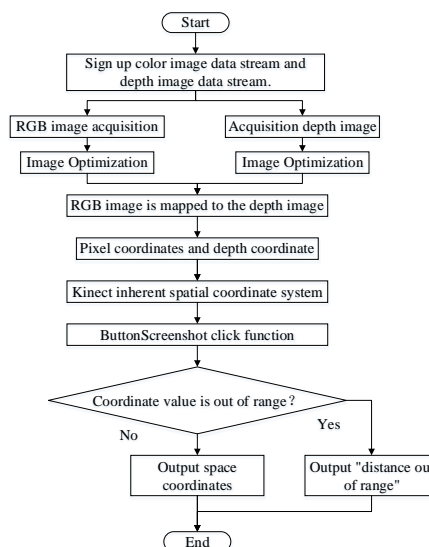 Start
Sign up color image data stream and
depth image data stream.
RGB image acquisition
Acquisition depth image
Image Optimization
Image Optimization
RGB image is mapped to the depth image
Pixel coordinates and depth coordinate
Kinect inherent spatial coordinate system
ButtonScreenshot click function
Coordinate value is out of range?
No
Yes
Output space
coordinates
Output "distance out
of range"
End